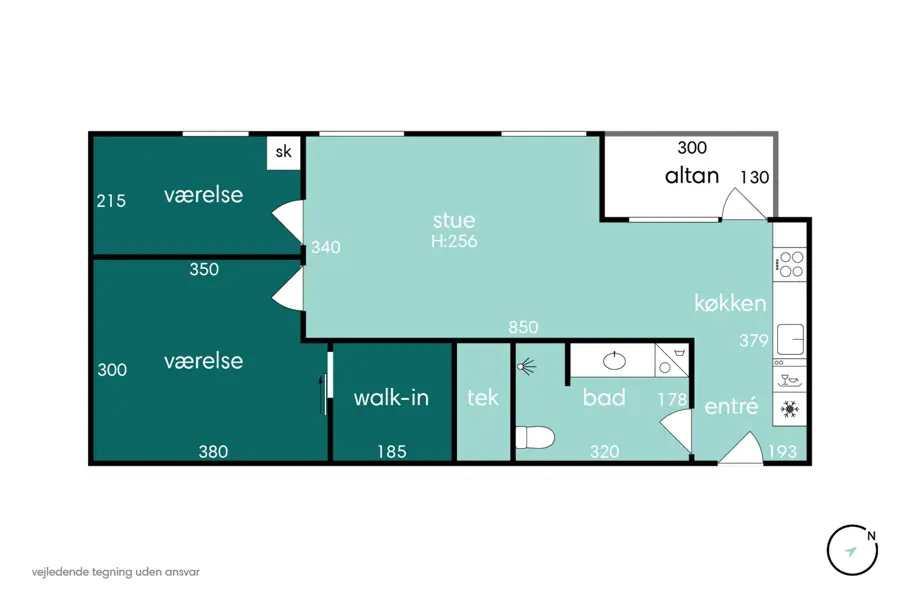 sk
300
altan
130
215
værelse
stue
H:256
340
350
køkken
850
379
300
værelse
walk-in
tek
bad
178
entré
380
185
320
193
N
vejledende tegning uden ansvar